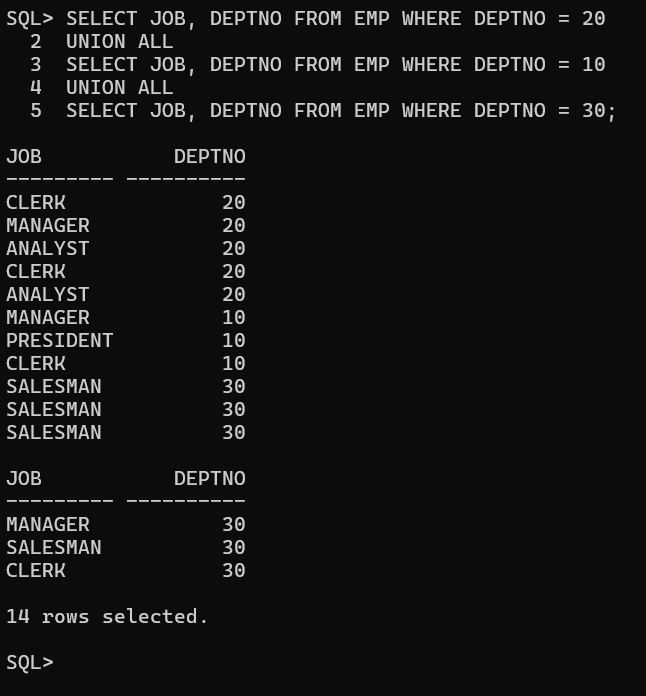 SQL> SELECT JOB, DEPTNO FROM EMP WHERE DEPTNO = 20
  2  UNION ALL
  3  SELECT JOB, DEPTNO FROM EMP WHERE DEPTNO = 10
  4  UNION ALL
  5  SELECT JOB, DEPTNO FROM EMP WHERE DEPTNO = 30;

JOB           DEPTNO
--------- ----------
CLERK             20
MANAGER           20
ANALYST           20
CLERK             20
ANALYST           20
MANAGER           10
PRESIDENT         10
CLERK             10
SALESMAN          30
SALESMAN          30
SALESMAN          30

JOB           DEPTNO
--------- ----------
MANAGER           30
SALESMAN          30
CLERK             30

14 rows selected.

SQL>